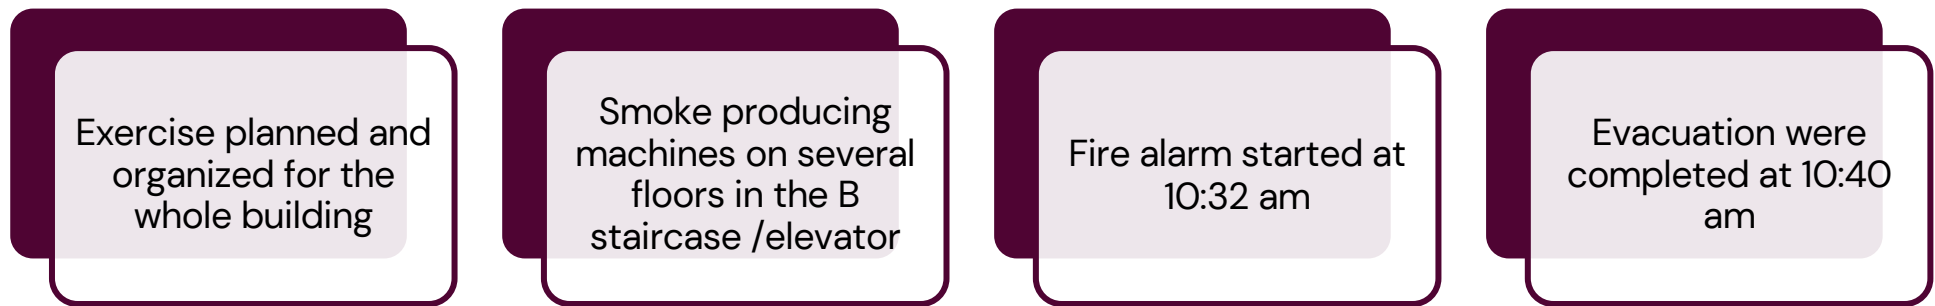 Exercise planned and
organized for the
whole building
Smoke producing
machines on several
floors in the B
staircase /elevator
Fire alarm started at
10:32 am
Evacuation were
completed at 10:40
am